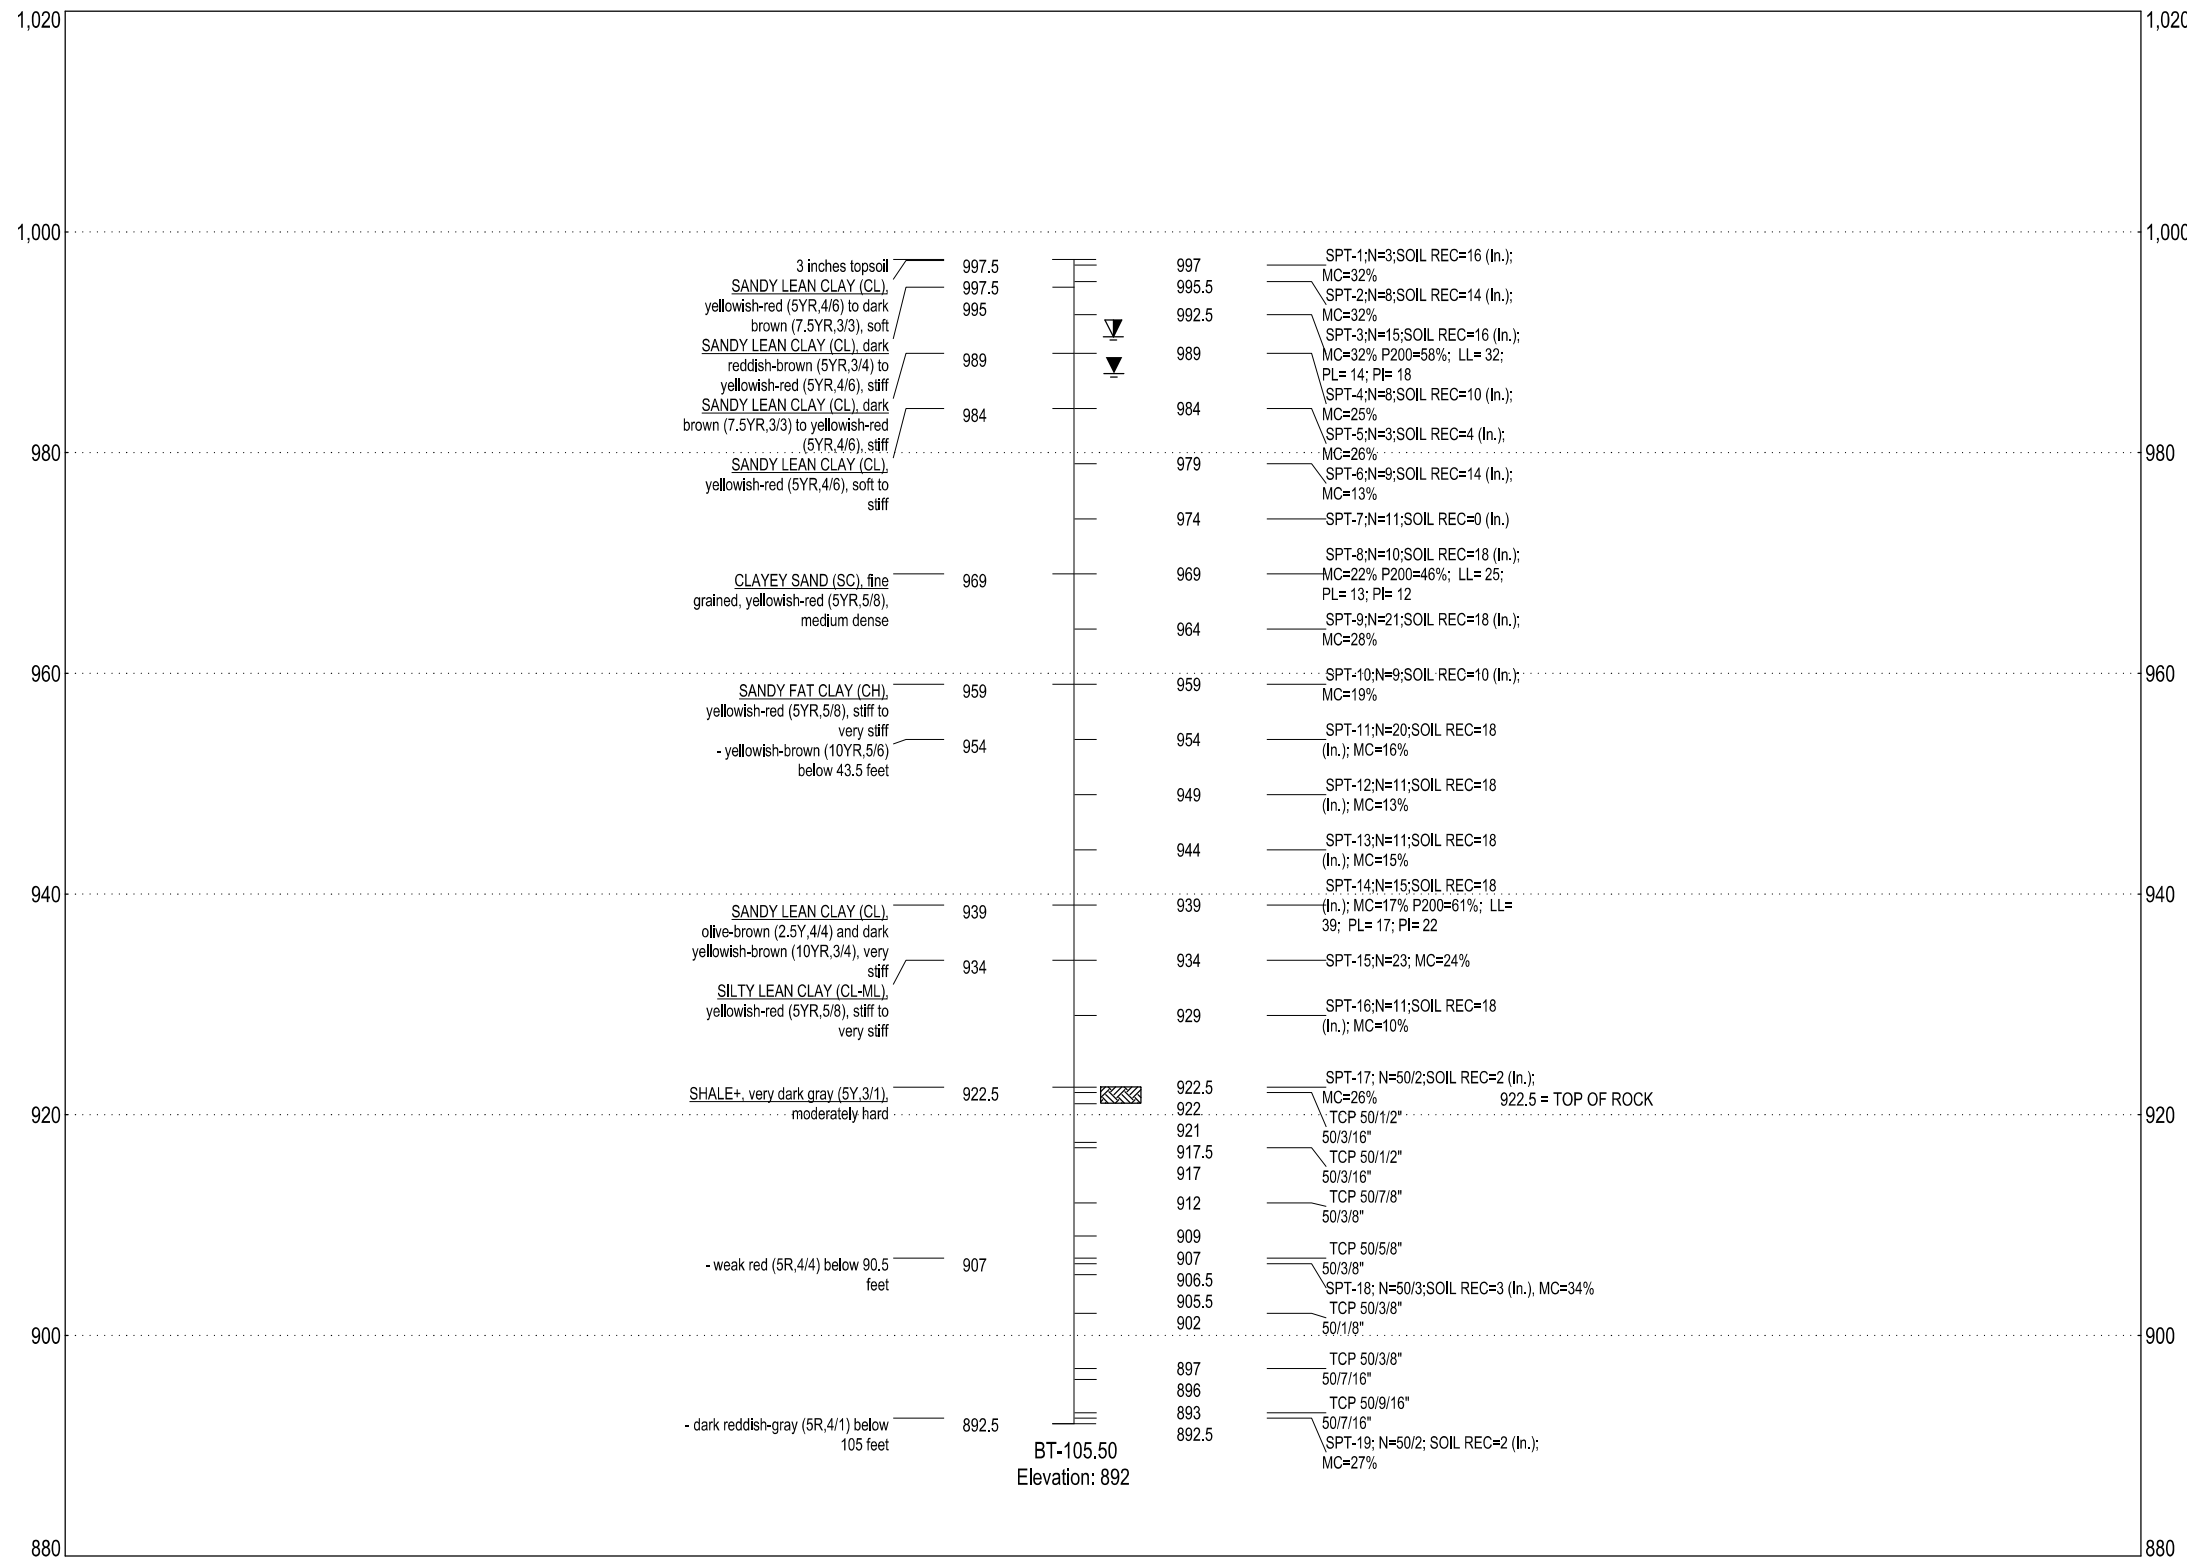 1,020
1,020
1,000
1,000
980
980
960
960
940
940
920
920
900
900
880
880
3 inches topsoil
SANDY LEAN CLAY (CL),
yellowish-red (5YR,4/6) to dark
brown (7.5YR,3/3), soft
SANDY LEAN CLAY (CL), dark
reddish-brown (5YR,3/4) to
yellowish-red (5YR,4/6), stiff
SANDY LEAN CLAY (CL), dark
brown (7.5YR,3/3) to yellowish-red
(5YR,4/6), stiff
SANDY LEAN CLAY (CL),
yellowish-red (5YR,4/6), soft to
stiff
CLAYEY SAND (SC), fine
grained, yellowish-red (5YR,5/8),
medium dense
SANDY FAT CLAY (CH),
yellowish-red (5YR,5/8), stiff to
very stiff
- yellowish-brown (10YR,5/6)
below 43.5 feet
SANDY LEAN CLAY (CL),
olive-brown (2.5Y,4/4) and dark
yellowish-brown (10YR,3/4), very
stiff
SILTY LEAN CLAY (CL-ML),
yellowish-red (5YR,5/8), stiff to
very stiff
SHALE+, very dark gray (5Y,3/1),
moderately hard
- weak red (5R,4/4) below 90.5
feet
- dark reddish-gray (5R,4/1) below
105 feet
997.5
997.5
995
989
984
969
959
954
939
934
922.5
907
892.5
997
995.5
992.5
989
984
979
974
969
964
959
954
949
944
939
934
929
922.5
922
921
917.5
917
912
909
907
906.5
905.5
902
897
896
893
892.5
SPT-1;N=3;SOIL REC=16 (In.);
MC=32%
SPT-2;N=8;SOIL REC=14 (In.);
MC=32%
SPT-3;N=15;SOIL REC=16 (In.);
MC=32% P200=58%; LL= 32;
PL= 14; PI= 18
SPT-4;N=8;SOIL REC=10 (In.);
MC=25%
SPT-5;N=3;SOIL REC=4 (In.);
MC=26%
SPT-6;N=9;SOIL REC=14 (In.);
MC=13%
SPT-7;N=11;SOIL REC=0 (In.)
SPT-8;N=10;SOIL REC=18 (In.);
MC=22% P200=46%; LL= 25;
PL= 13; PI= 12
SPT-9;N=21;SOIL REC=18 (In.);
MC=28%
SPT-10;N=9;SOIL REC=10 (In.);
MC=19%
SPT-11;N=20;SOIL REC=18
(In.); MC=16%
SPT-12;N=11;SOIL REC=18
(In.); MC=13%
SPT-13;N=11;SOIL REC=18
(In.); MC=15%
SPT-14;N=15;SOIL REC=18
(In.); MC=17% P200=61%; LL=
39; PL= 17; PI= 22
SPT-15;N=23; MC=24%
SPT-16;N=11;SOIL REC=18
(In.); MC=10%
SPT-17; N=50/2;SOIL REC=2 (In.);
MC=26%
922.5 = TOP OF ROCK
TCP 50/1/2"
50/3/16"
TCP 50/1/2"
50/3/16"
TCP 50/7/8"
50/3/8"
TCP 50/5/8"
50/3/8"
SPT-18; N=50/3;SOIL REC=3 (In.), MC=34%
TCP 50/3/8"
50/1/8"
TCP 50/3/8"
50/7/16"
TCP 50/9/16"
50/7/16"
SPT-19; N=50/2; SOIL REC=2 (In.);
MC=27%
BT-105.50
Elevation: 892